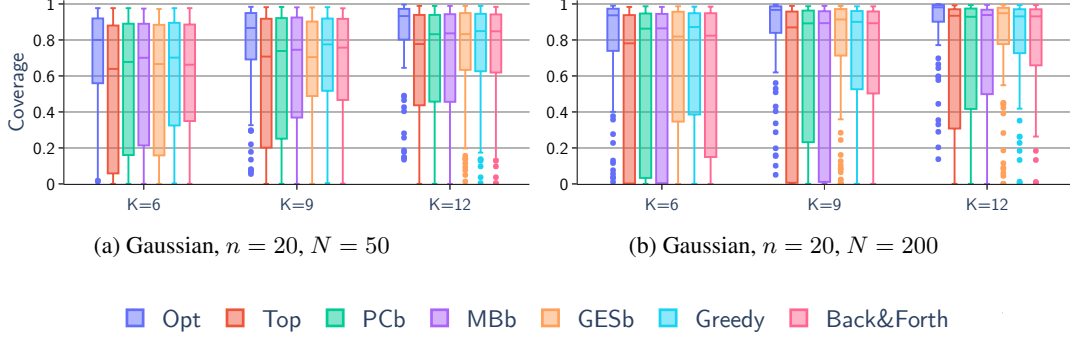 1
0.8
0.6
0.4
0.2
0
Coverage
K=6
K=9
K=12
(a) Gaussian, n = 20, N = 50
1
0.8
0.6
0.4
0.2
0
K=6
K=9
K=12
(b) Gaussian, n = 20, N = 200
Opt Top PCb MBb GESb Greedy Back&Forth